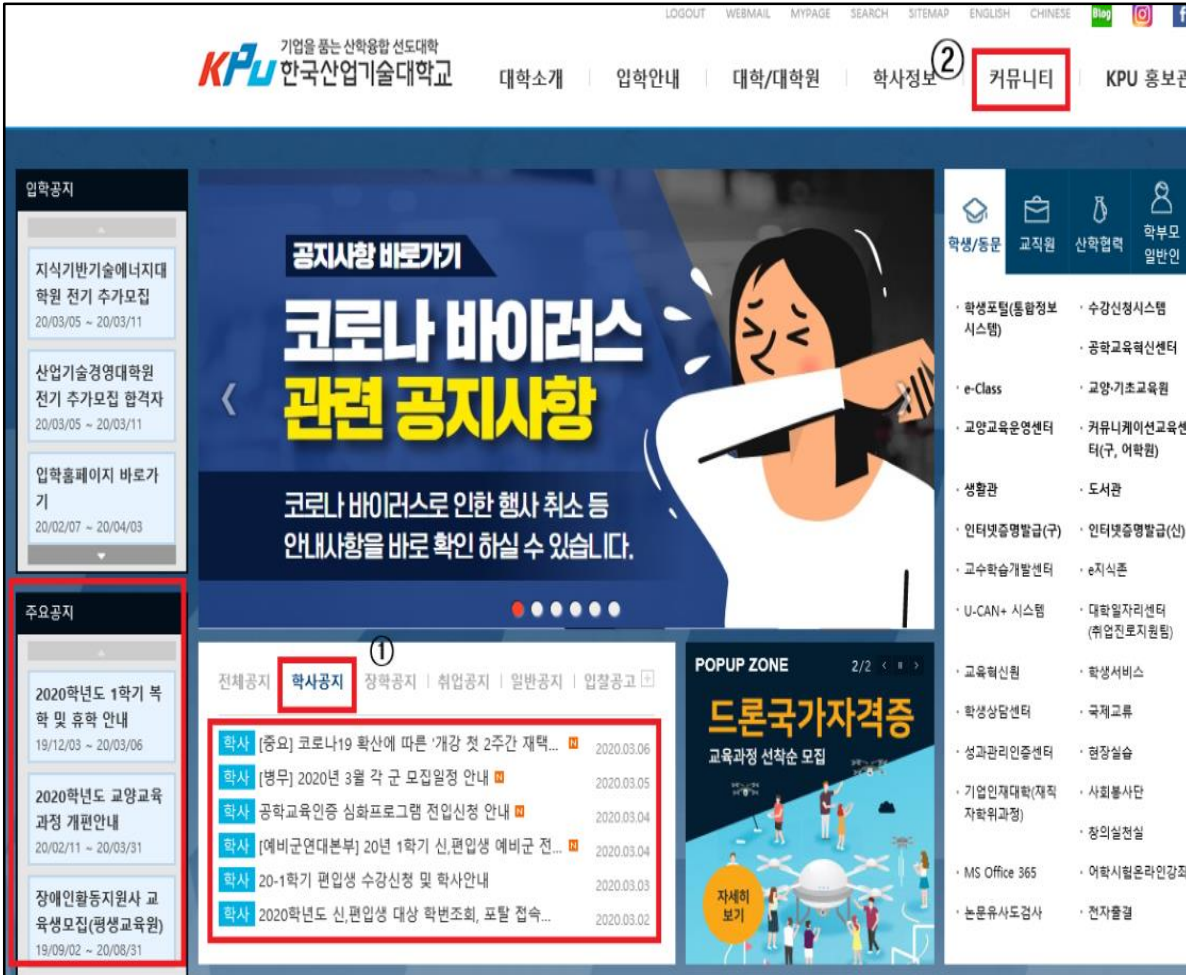 LOGOUT WEBMAIL MYPAGE SEARCH SITEMAP ENGLISH CHINESE Blog f
KPU 기업을 품는 산학융합 선도대학
한국산업기술대학교
대학소개 입학안내 대학/대학원 학사정보 ② 커뮤니티 KPU 홍보관
입학공지
지식기반기술에너지대
학원 전기 추가모집
20/03/05 ~ 20/03/11
산업기술경영대학원
전기 추가모집 합격자
20/03/05 ~ 20/03/11
입학홈페이지 바로가
기
20/02/07 ~ 20/04/03
주요공지
2020학년도 1학기 복
학 및 휴학 안내
19/12/03 ~ 20/03/06
2020학년도 교양교육
과정 개편안내
20/02/11 ~ 20/03/31
장애인활동지원사 교
육생모집(평생교육원)
19/09/02 ~ 20/08/31
공지사항 바로가기
코로나 바이러스
관련 공지사항
코로나 바이러스로 인한 행사 취소 등
안내사항을 바로 확인 하실 수 있습니다.
①
전체공지 학사공지 장학공지 취업공지 일반공지 입찰공고
학사 [중요] 코로나19 확산에 따른 '개강 첫 2주간 재택... N 2020.03.06
학사 [병무] 2020년 3월 각 군 모집일정 안내 N 2020.03.05
학사 공학교육인증 심화프로그램 전입신청 안내 N 2020.03.04
학사 [예비군연대본부] 20년 1학기 신,편입생 예비군 전... N 2020.03.04
학사 20-1학기 편입생 수강신청 및 학사안내 2020.03.03
학사 2020학년도 신,편입생 대상 학번조회, 포탈 접속... 2020.03.02
POPUP ZONE 2/2
드론국가자격증
교육과정 선착순 모집
자세히
보기
학생/동문 교직원 산학협력 학부모
일반인
· 학생포털(통합정보
시스템)
· 수강신청시스템
· 공학교육혁신센터
· e-Class · 교양·기초교육원
· 교양교육운영센터 · 커뮤니케이션교육센
터(구, 어학원)
· 생활관 · 도서관
· 인터넷증명발급(구) · 인터넷증명발급(신)
· 교수학습개발센터 · e지식존
· U-CAN+ 시스템 · 대학일자리센터
(취업진로지원팀)
· 교육혁신원 · 학생서비스
· 학생상담센터 · 국제교류
· 성과관리인증센터 · 현장실습
· 기업인재대학(재직
자학위과정)
· 사회봉사단
· 창의실천실
· MS Office 365 · 어학시험온라인강좌
· 논문유사도검사 · 전자출결